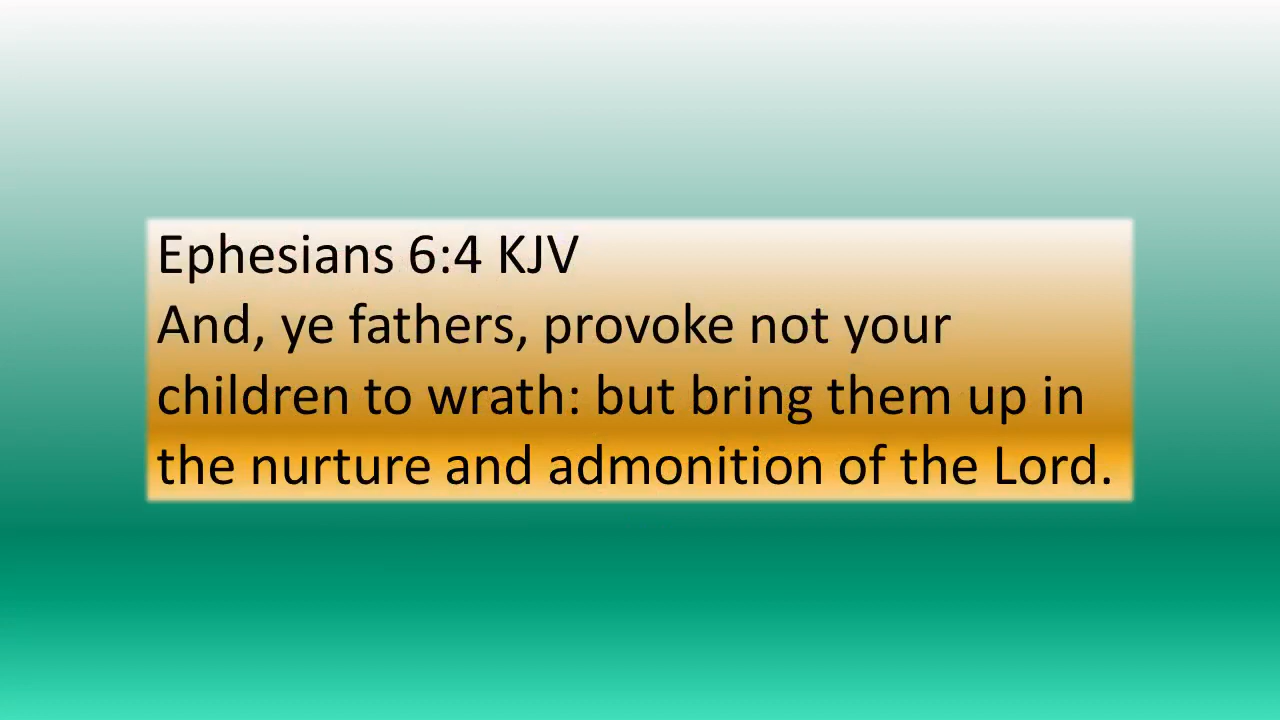 Ephesians 6:4 KJV
And, ye fathers, provoke not your
children to wrath: but bring them up in
the nurture and admonition of the Lord.